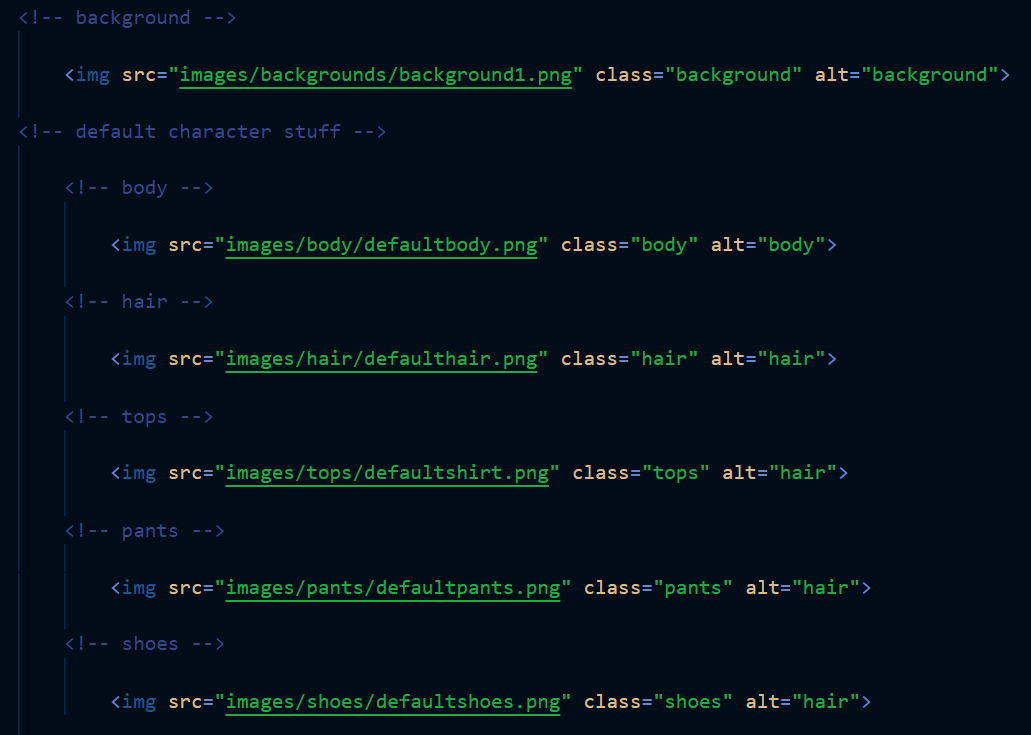 <!-- background -->
<img src="images/backgrounds/background1.png" class="background" alt="background">
<!-- default character stuff -->
<!-- body -->
<img src="images/body/defaultbody.png" class="body" alt="body">
<!-- hair -->
<img src="images/hair/defaulthair.png" class="hair" alt="hair">
<!-- tops -->
<img src="images/tops/defaultshirt.png" class="tops" alt="hair">
<!-- pants -->
<img src="images/pants/defaultpants.png" class="pants" alt="hair">
<!-- shoes -->
<img src="images/shoes/defaultshoes.png" class="shoes" alt="hair">